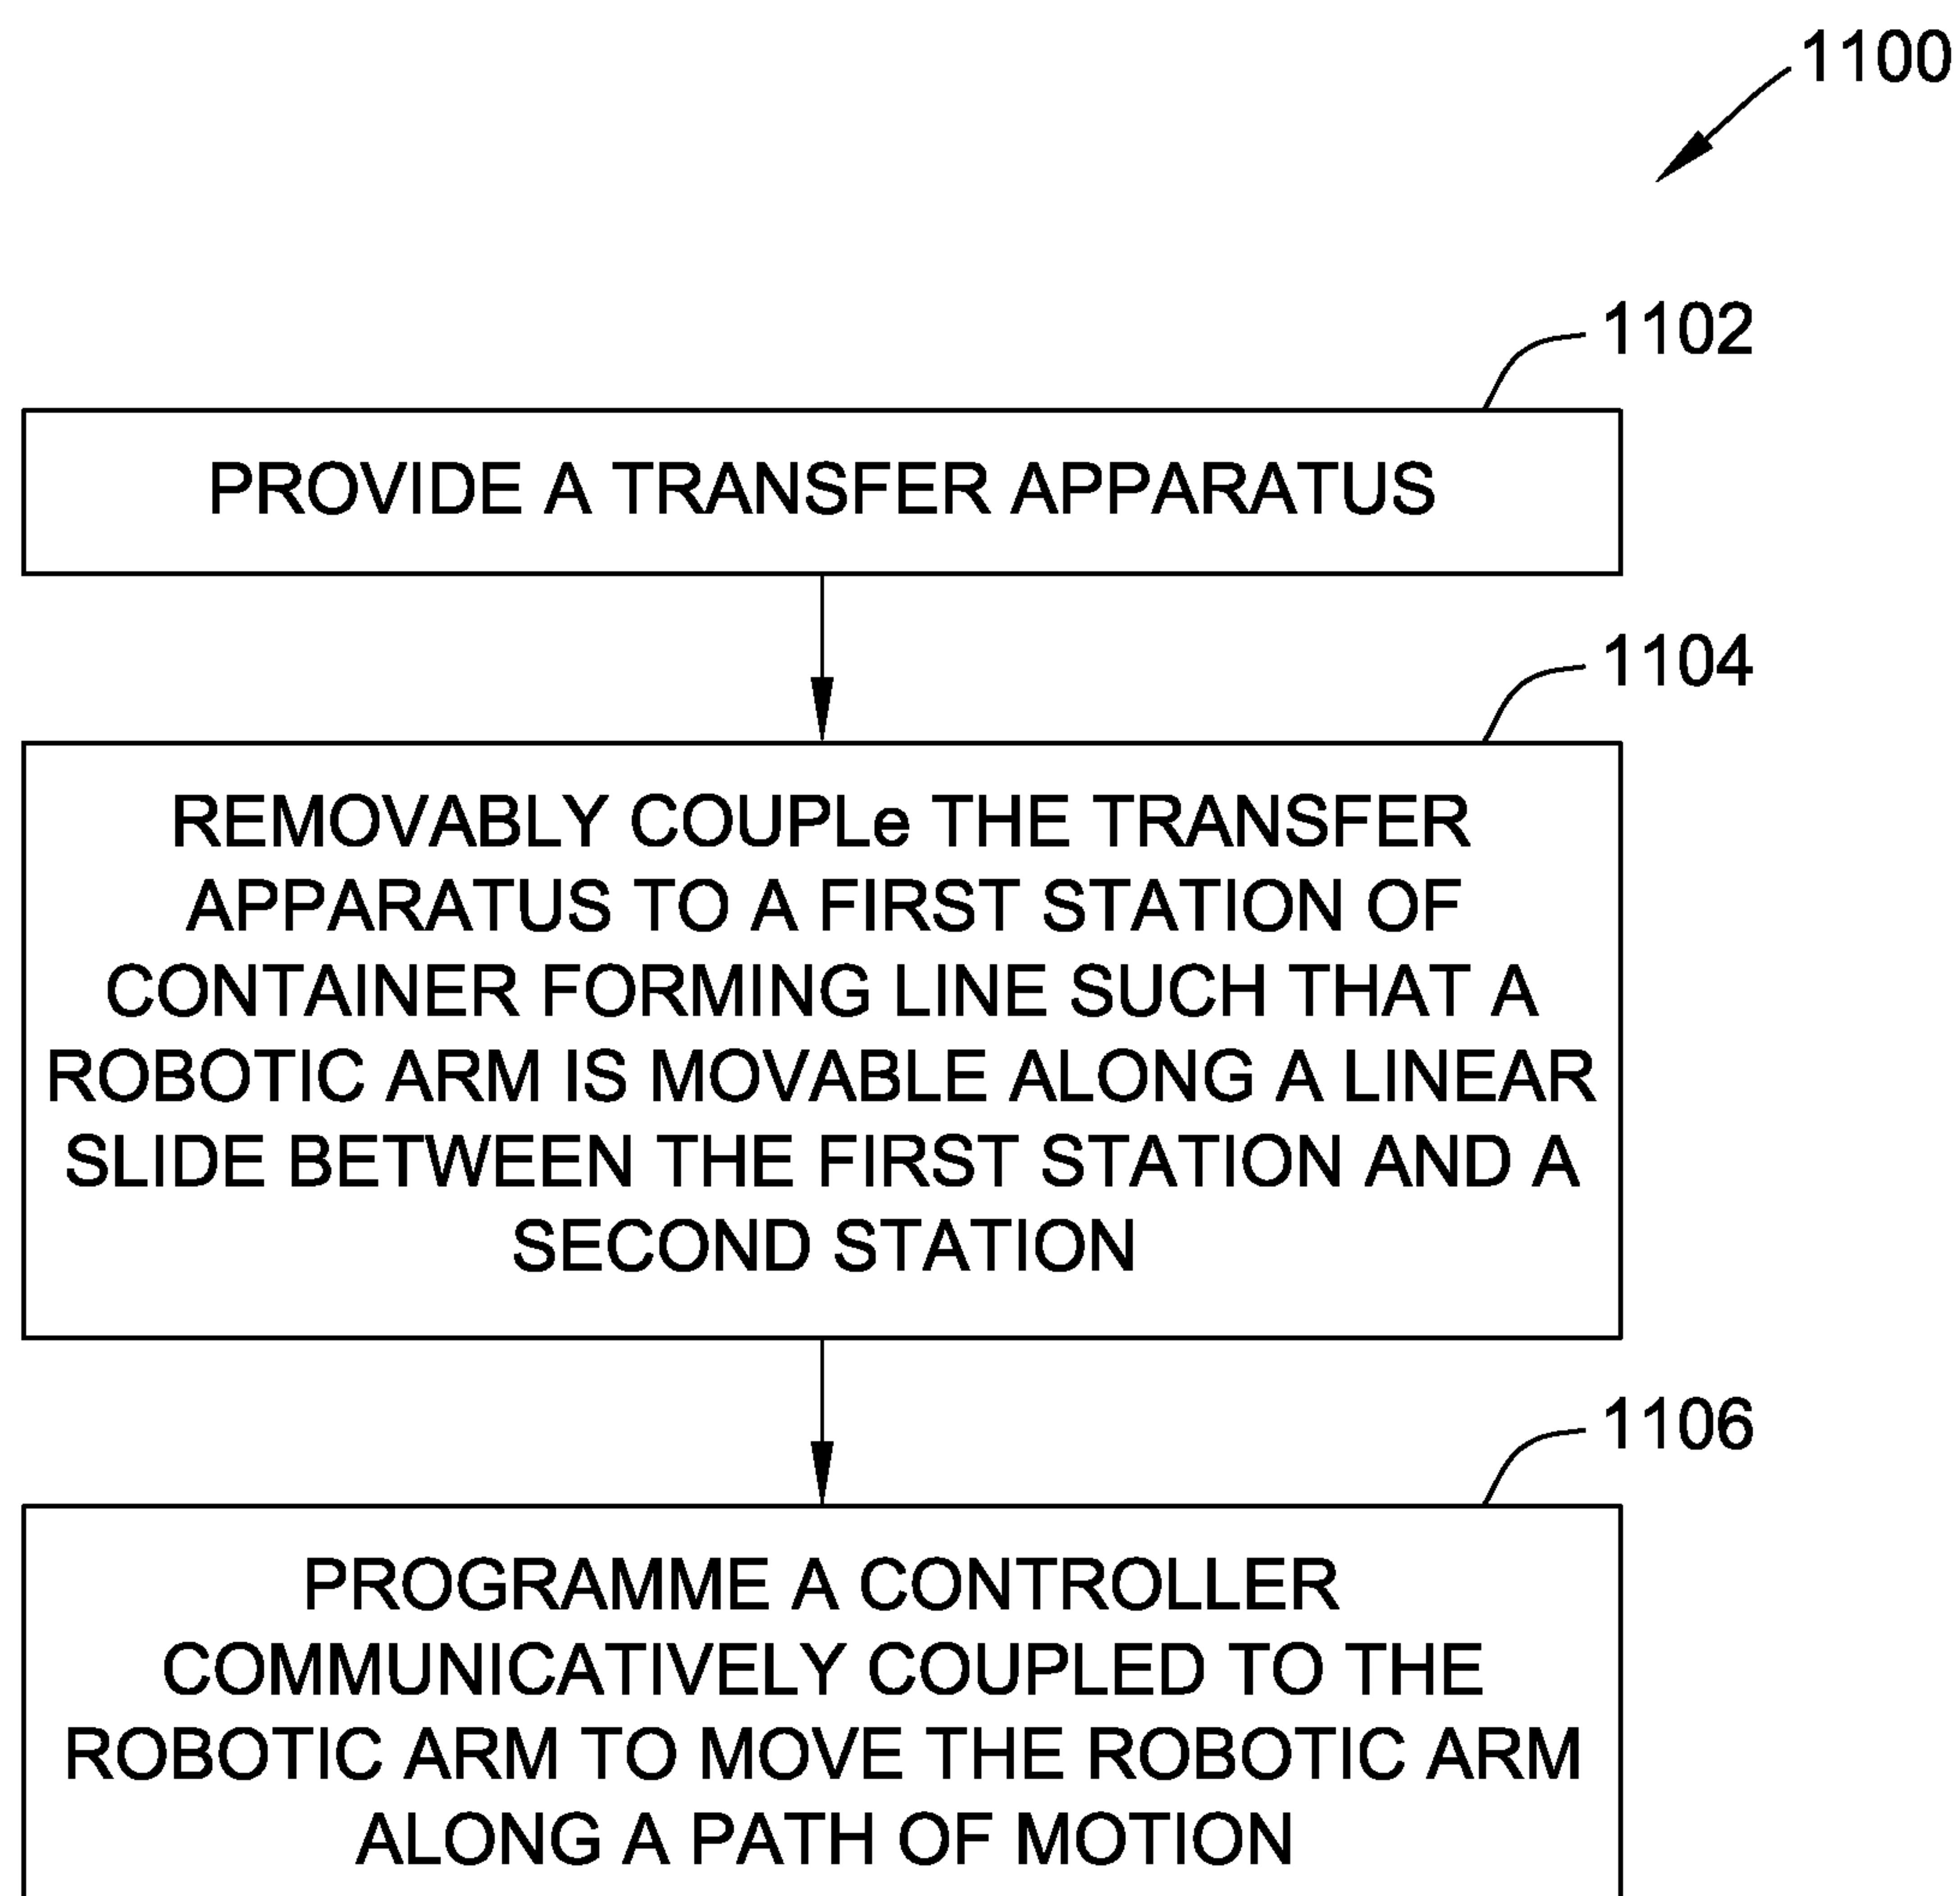 1100
1102
PROVIDE A TRANSFER APPARATUS
1104
REMOVABLY COUPLe THE TRANSFER
APPARATUS TO A FIRST STATION OF
CONTAINER FORMING LINE SUCH THAT A
ROBOTIC ARM IS MOVABLE ALONG A LINEAR
SLIDE BETWEEN THE FIRST STATION AND A
SECOND STATION
1106
PROGRAMME A CONTROLLER
COMMUNICATIVELY COUPLED TO THE
ROBOTIC ARM TO MOVE THE ROBOTIC ARM
ALONG A PATH OF MOTION